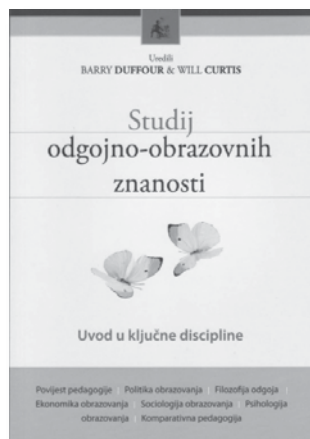 Uredili
BARRY DUFFOUR & WILL CURTIS
Studij
odgojno-obrazovnih
znanosti
Uvod u ključne discipline
Povijest pedagogije | Politika obrazovanja | Filozofija odgoja |
Ekonomika obrazovanja | Sociologija obrazovanja | Psihologija
obrazovanja | Komparativna pedagogija